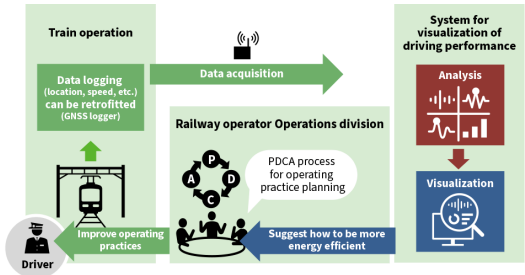 Train operation
Data logging
(location, speed, etc.)
can be retrofitted
(GNSS logger)
Data acquisition
System for
visualization of
driving performance
Analysis
Visualization
Railway operator Operations division
P
D
C
A
PDCA process
for operating
practice planning
Suggest how to be more
energy efficient
Improve operating
practices
Driver